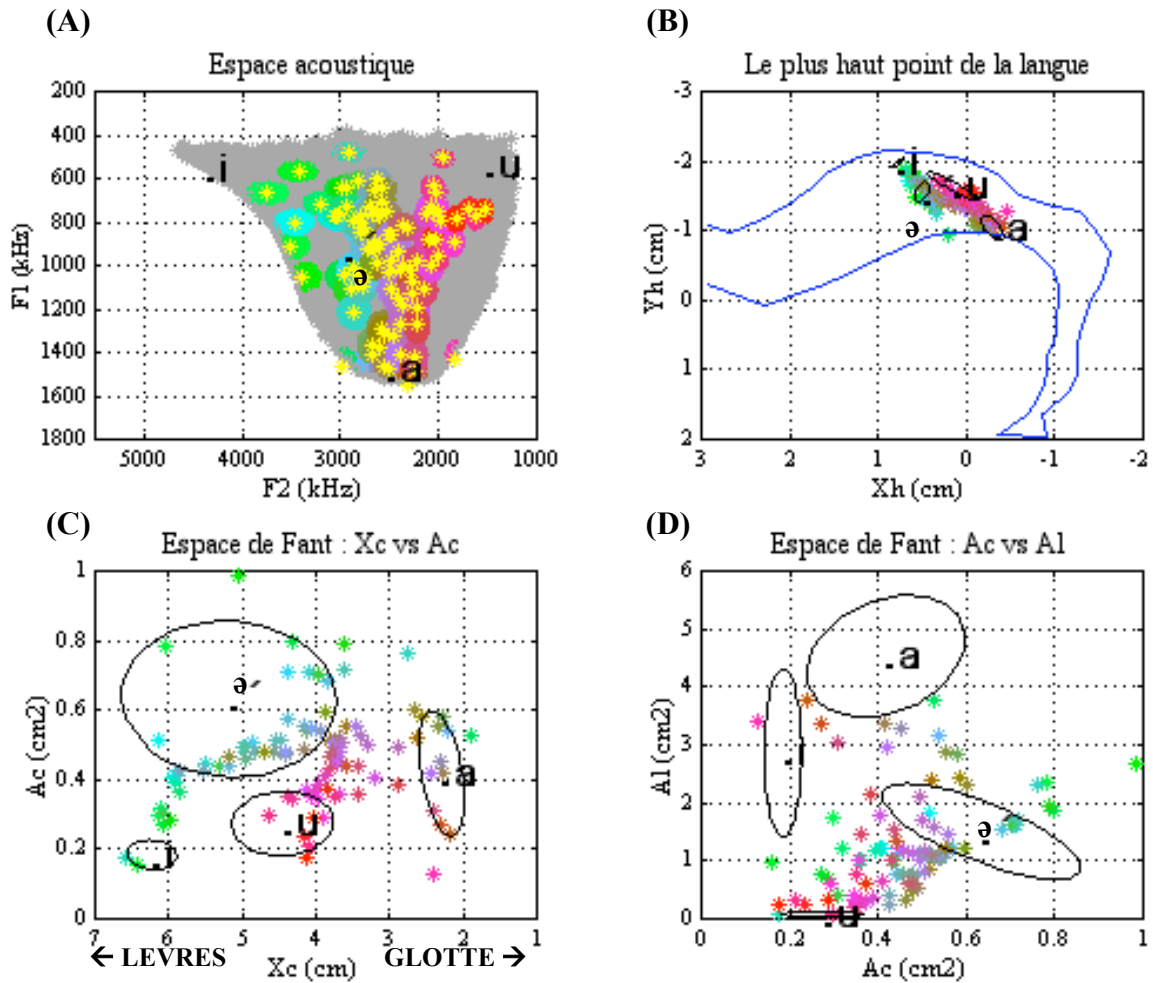 (A)
Espace acoustique
200
400
600
800
1000
1200
1400
1600
1800
F1 (kHz)
.i
.u
ə
.a
5000
4000
3000
2000
1000
F2 (kHz)
(B)
Le plus haut point de la langue
-3
-2
-1
0
1
2
Yh (cm)
.i
.u
ə
.a
3
2
1
0
-1
-2
Xh (cm)
(C)
Espace de Fant : Xc vs Ac
1
0.8
0.6
0.4
0.2
0
Ac (cm2)
ə
.a
.u
.i
7
6
5
4
3
2
1
← LEVRES
Xc (cm)
GLOTTE →
(D)
Espace de Fant : Ac vs Al
6
5
4
3
2
1
0
Al (cm2)
.a
.i
ə
.u
0
0.2
0.4
0.6
0.8
1
Ac (cm2)